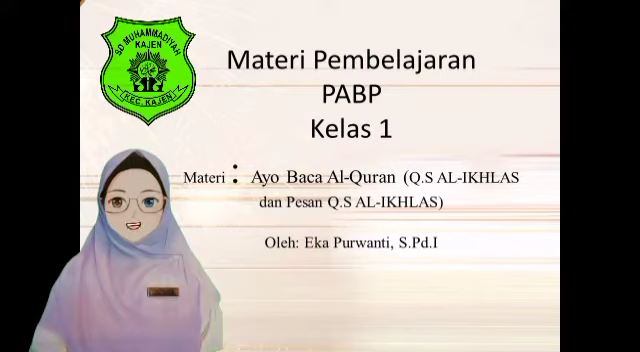 SD MUHAMMADIYAH
KAJEN
KEC. KAJEN
Materi Pembelajaran
PABP
Kelas 1
Materi : Ayo Baca Al-Quran (Q.S AL-IKHLAS
dan Pesan Q.S AL-IKHLAS)
Oleh: Eka Purwanti, S.Pd.I